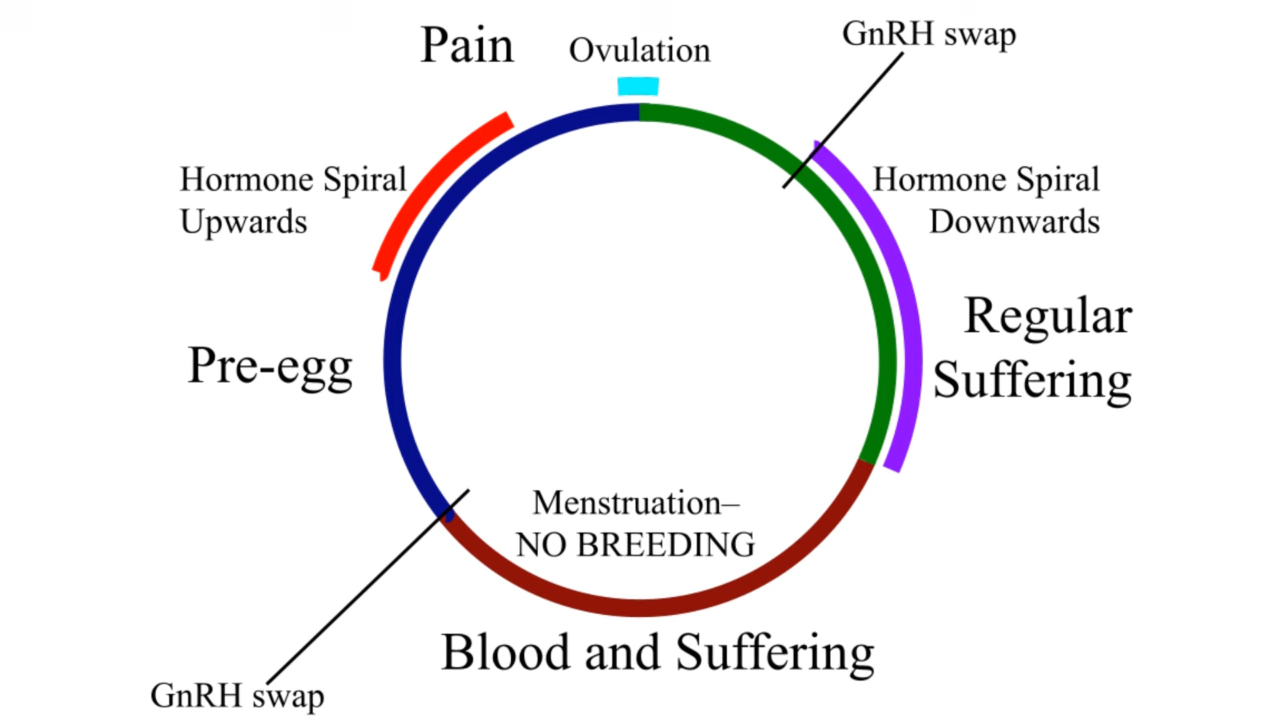 Pain
Ovulation
GnRH swap
Hormone Spiral
Upwards
Hormone Spiral
Downwards
Regular
Suffering
Pre-egg
Menstruation–
NO BREEDING
Blood and Suffering
GnRH swap